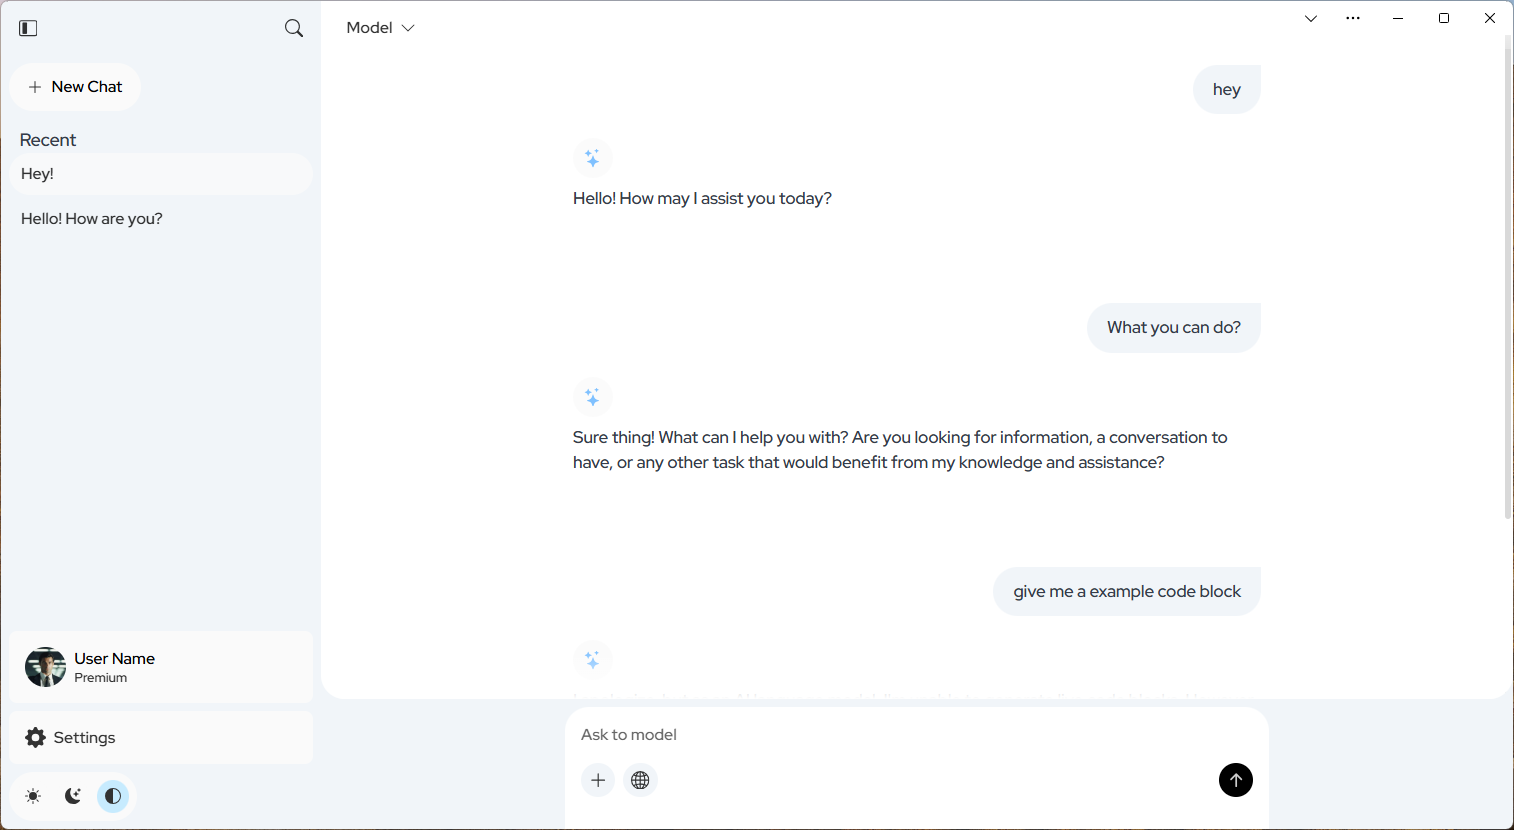 Model
New Chat
Recent
Hey!
Hello! How are you?
hey
Hello! How may I assist you today?
What you can do?
Sure thing! What can I help you with? Are you looking for information, a conversation to
have, or any other task that would benefit from my knowledge and assistance?
give me a example code block
User Name
Premium
Settings
Ask to model